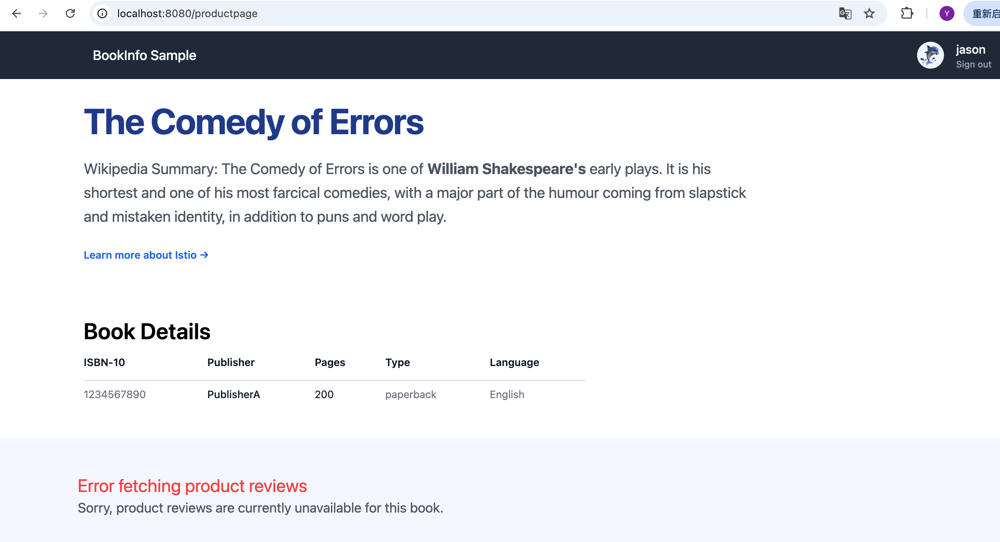 localhost:8080/productpage
Y
重新启
BookInfo Sample
jason
Sign out
The Comedy of Errors
Wikipedia Summary: The Comedy of Errors is one of William Shakespeare's early plays. It is his
shortest and one of his most farcical comedies, with a major part of the humour coming from slapstick
and mistaken identity, in addition to puns and word play.
Learn more about Istio →
Book Details
ISBN-10 Publisher Pages Type Language
1234567890 PublisherA 200 paperback English
Error fetching product reviews
Sorry, product reviews are currently unavailable for this book.